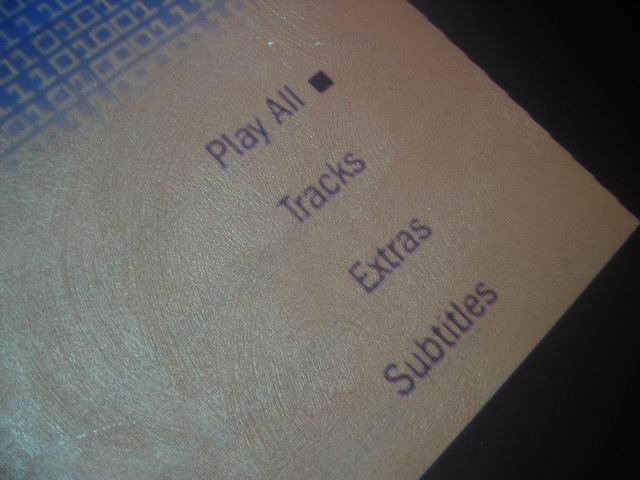 Play All
Tracks
Extras
Subtitles